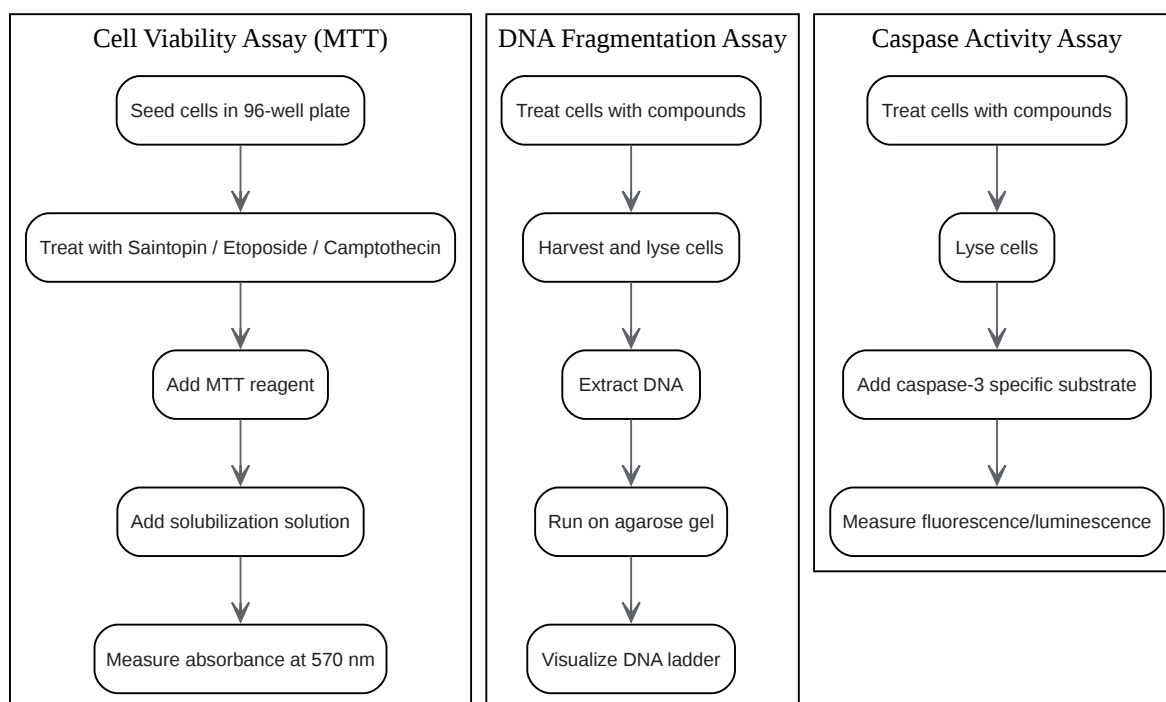 Cell Viability Assay (MTT)
Seed cells in 96-well plate
Treat with Saintopin / Etoposide / Camptothecin
Add MTT reagent
Add solubilization solution
Measure absorbance at 570 nm
DNA Fragmentation Assay
Treat cells with compounds
Harvest and lyse cells
Extract DNA
Run on agarose gel
Visualize DNA ladder
Caspase Activity Assay
Treat cells with compounds
Lyse cells
Add caspase-3 specific substrate
Measure fluorescence/luminescence